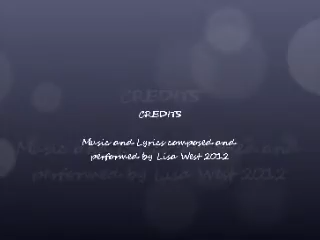 CREDITS
Music and Lyrics composed and
performed by Lisa West 2012